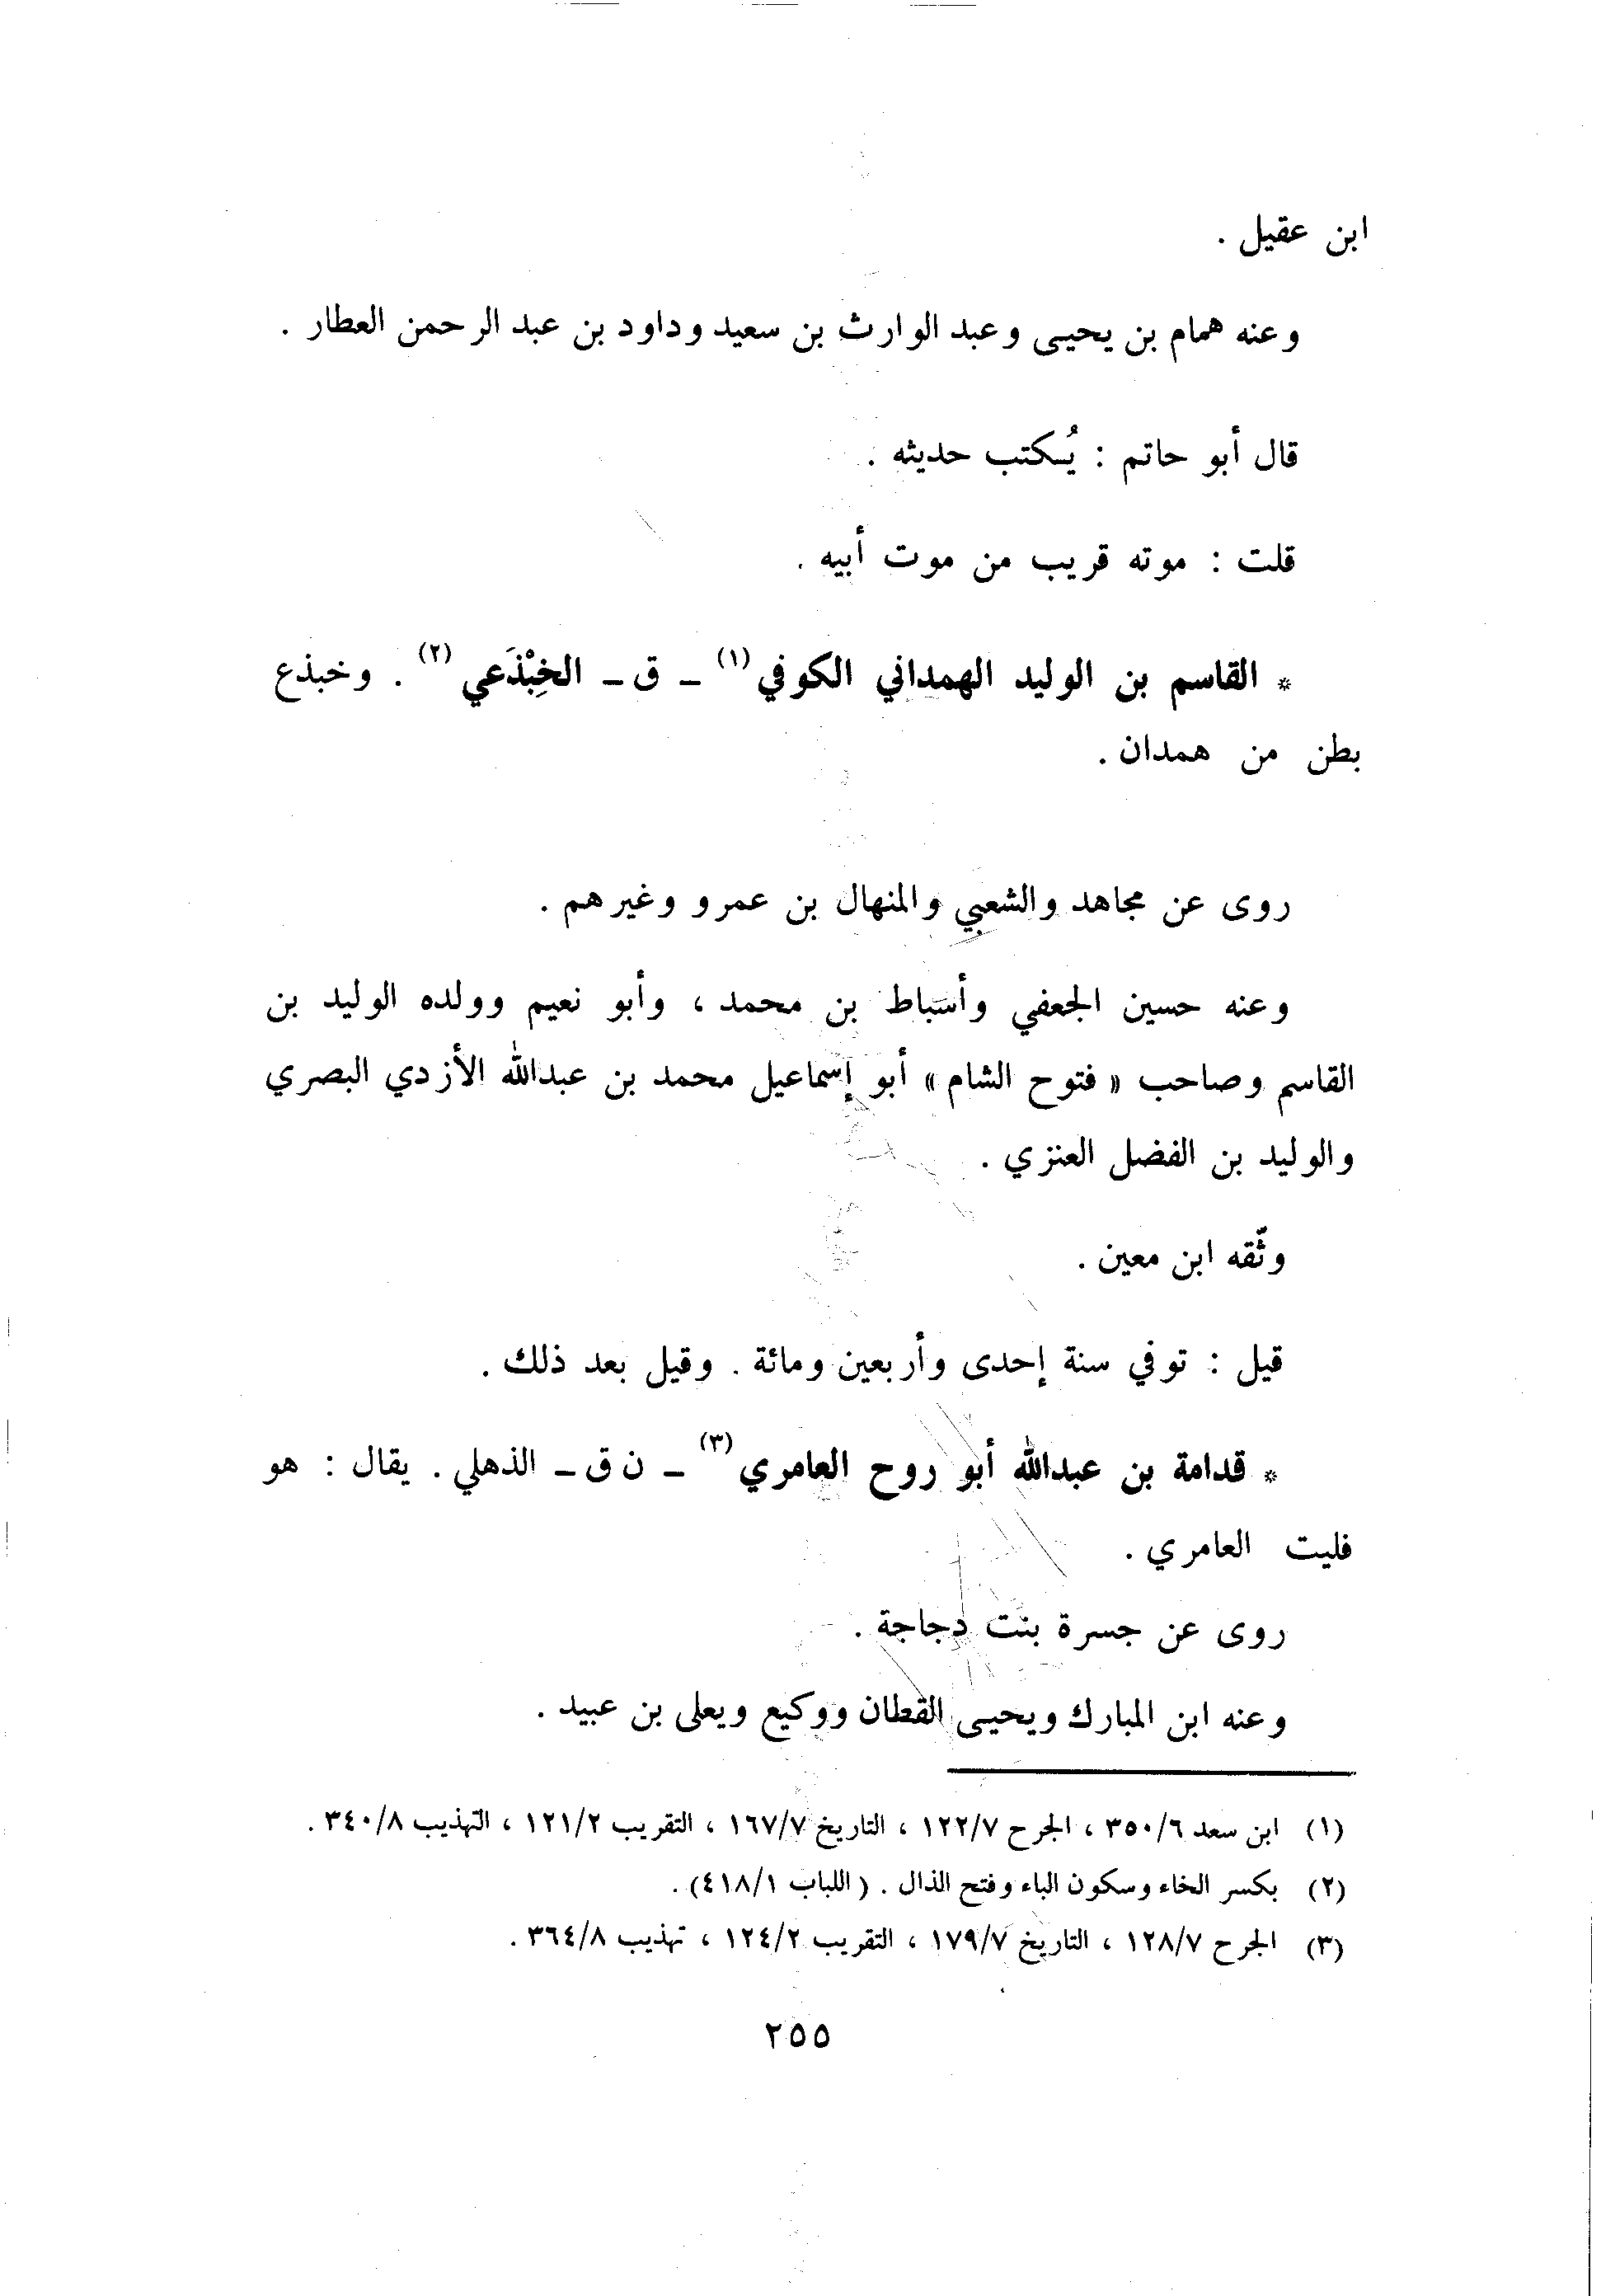 ابن عقيل .
وعنه همام بن يحيى وعبد الوارث بن سعيد وداود بن عبد الرحمن العطار .
قال أبو حاتم : يُكتب حديثه .
قلت : موته قريب من موت أبيه .
* القاسم بن الوليد الهمداني الكوفي (١) ـ ق ـ الخِبْذَعي (٢) . وخبذع
بطن من همدان .
روى عن مجاهد والشعبي والمنهال بن عمرو وغيرهم .
وعنه حسين الجعفي وأسباط بن محمد ، وأبو نعيم وولده الوليد بن
القاسم وصاحب « فتوح الشام » أبو إسماعيل محمد بن عبدالله الأزدي البصري
والوليد بن الفضل العنزي .
وثّقه ابن معين .
قيل : توفي سنة إحدى وأربعين ومائة . وقيل بعد ذلك .
* قدامة بن عبدالله أبو روح العامري (٣) ـ ن ق ـ الذهلي . يقال : هو
فليت العامري .
روى عن جسرة بنت دجاجة .
وعنه ابن المبارك ويحيى القطان ووكيع ويعلى بن عبيد .
(١) ابن سعد ٣٥٠/٦ ، الجرح ١٢٢/٧ ، التاريخ ١٦٧/٧ ، التقريب ١٢١/٢ ، التهذيب ٣٤٠/٨ .
(٢) بكسر الخاء وسكون الباء وفتح الذال . ( اللباب ٤١٨/١) .
(٣) الجرح ١٢٨/٧ ، التاريخ ١٧٩/٧ ، التقريب ١٢٤/٢ ، تهذيب ٣٦٤/٨ .
٢٥٥